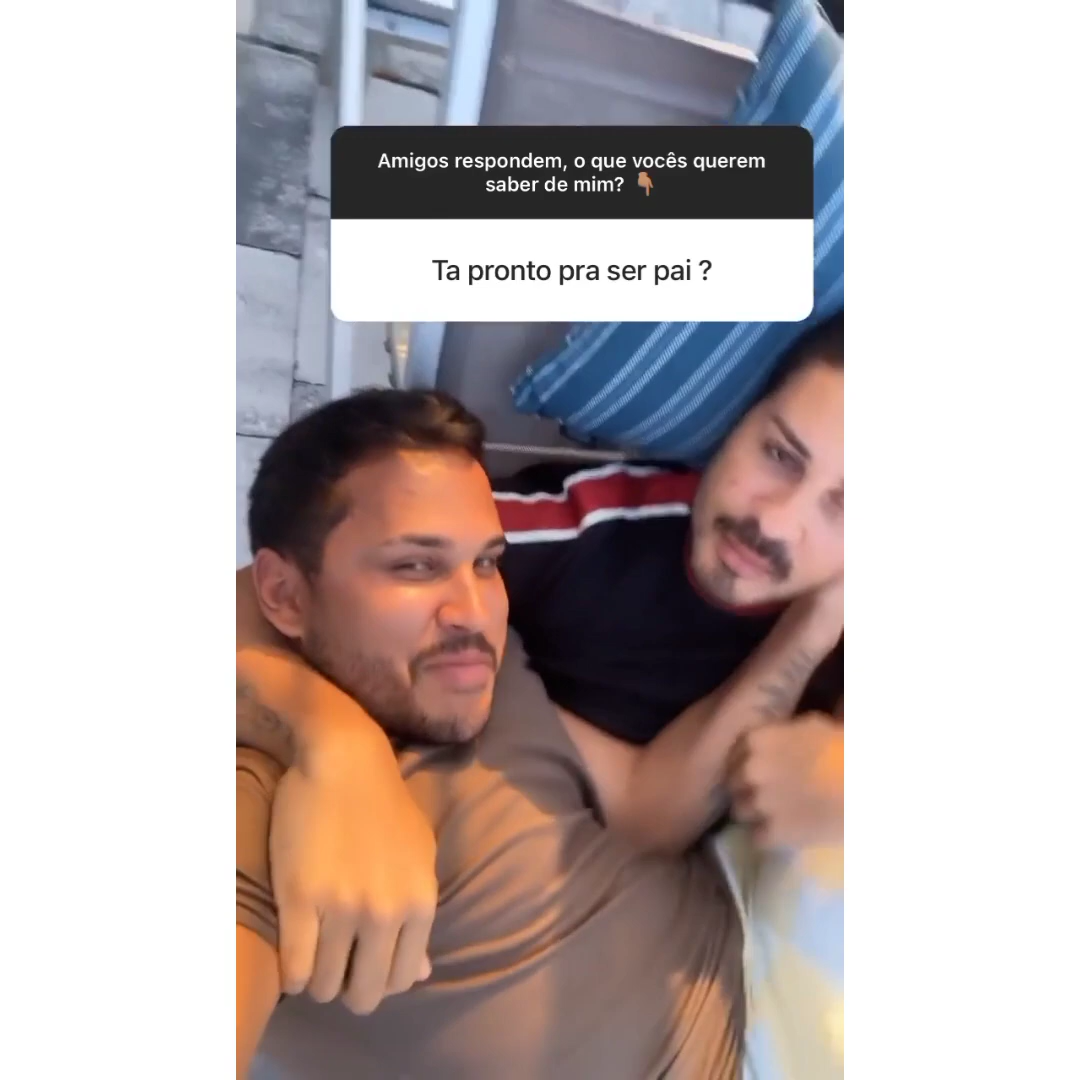 Amigos respondem, o que vocês querem
saber de mim? 👇🏽
Ta pronto pra ser pai ?